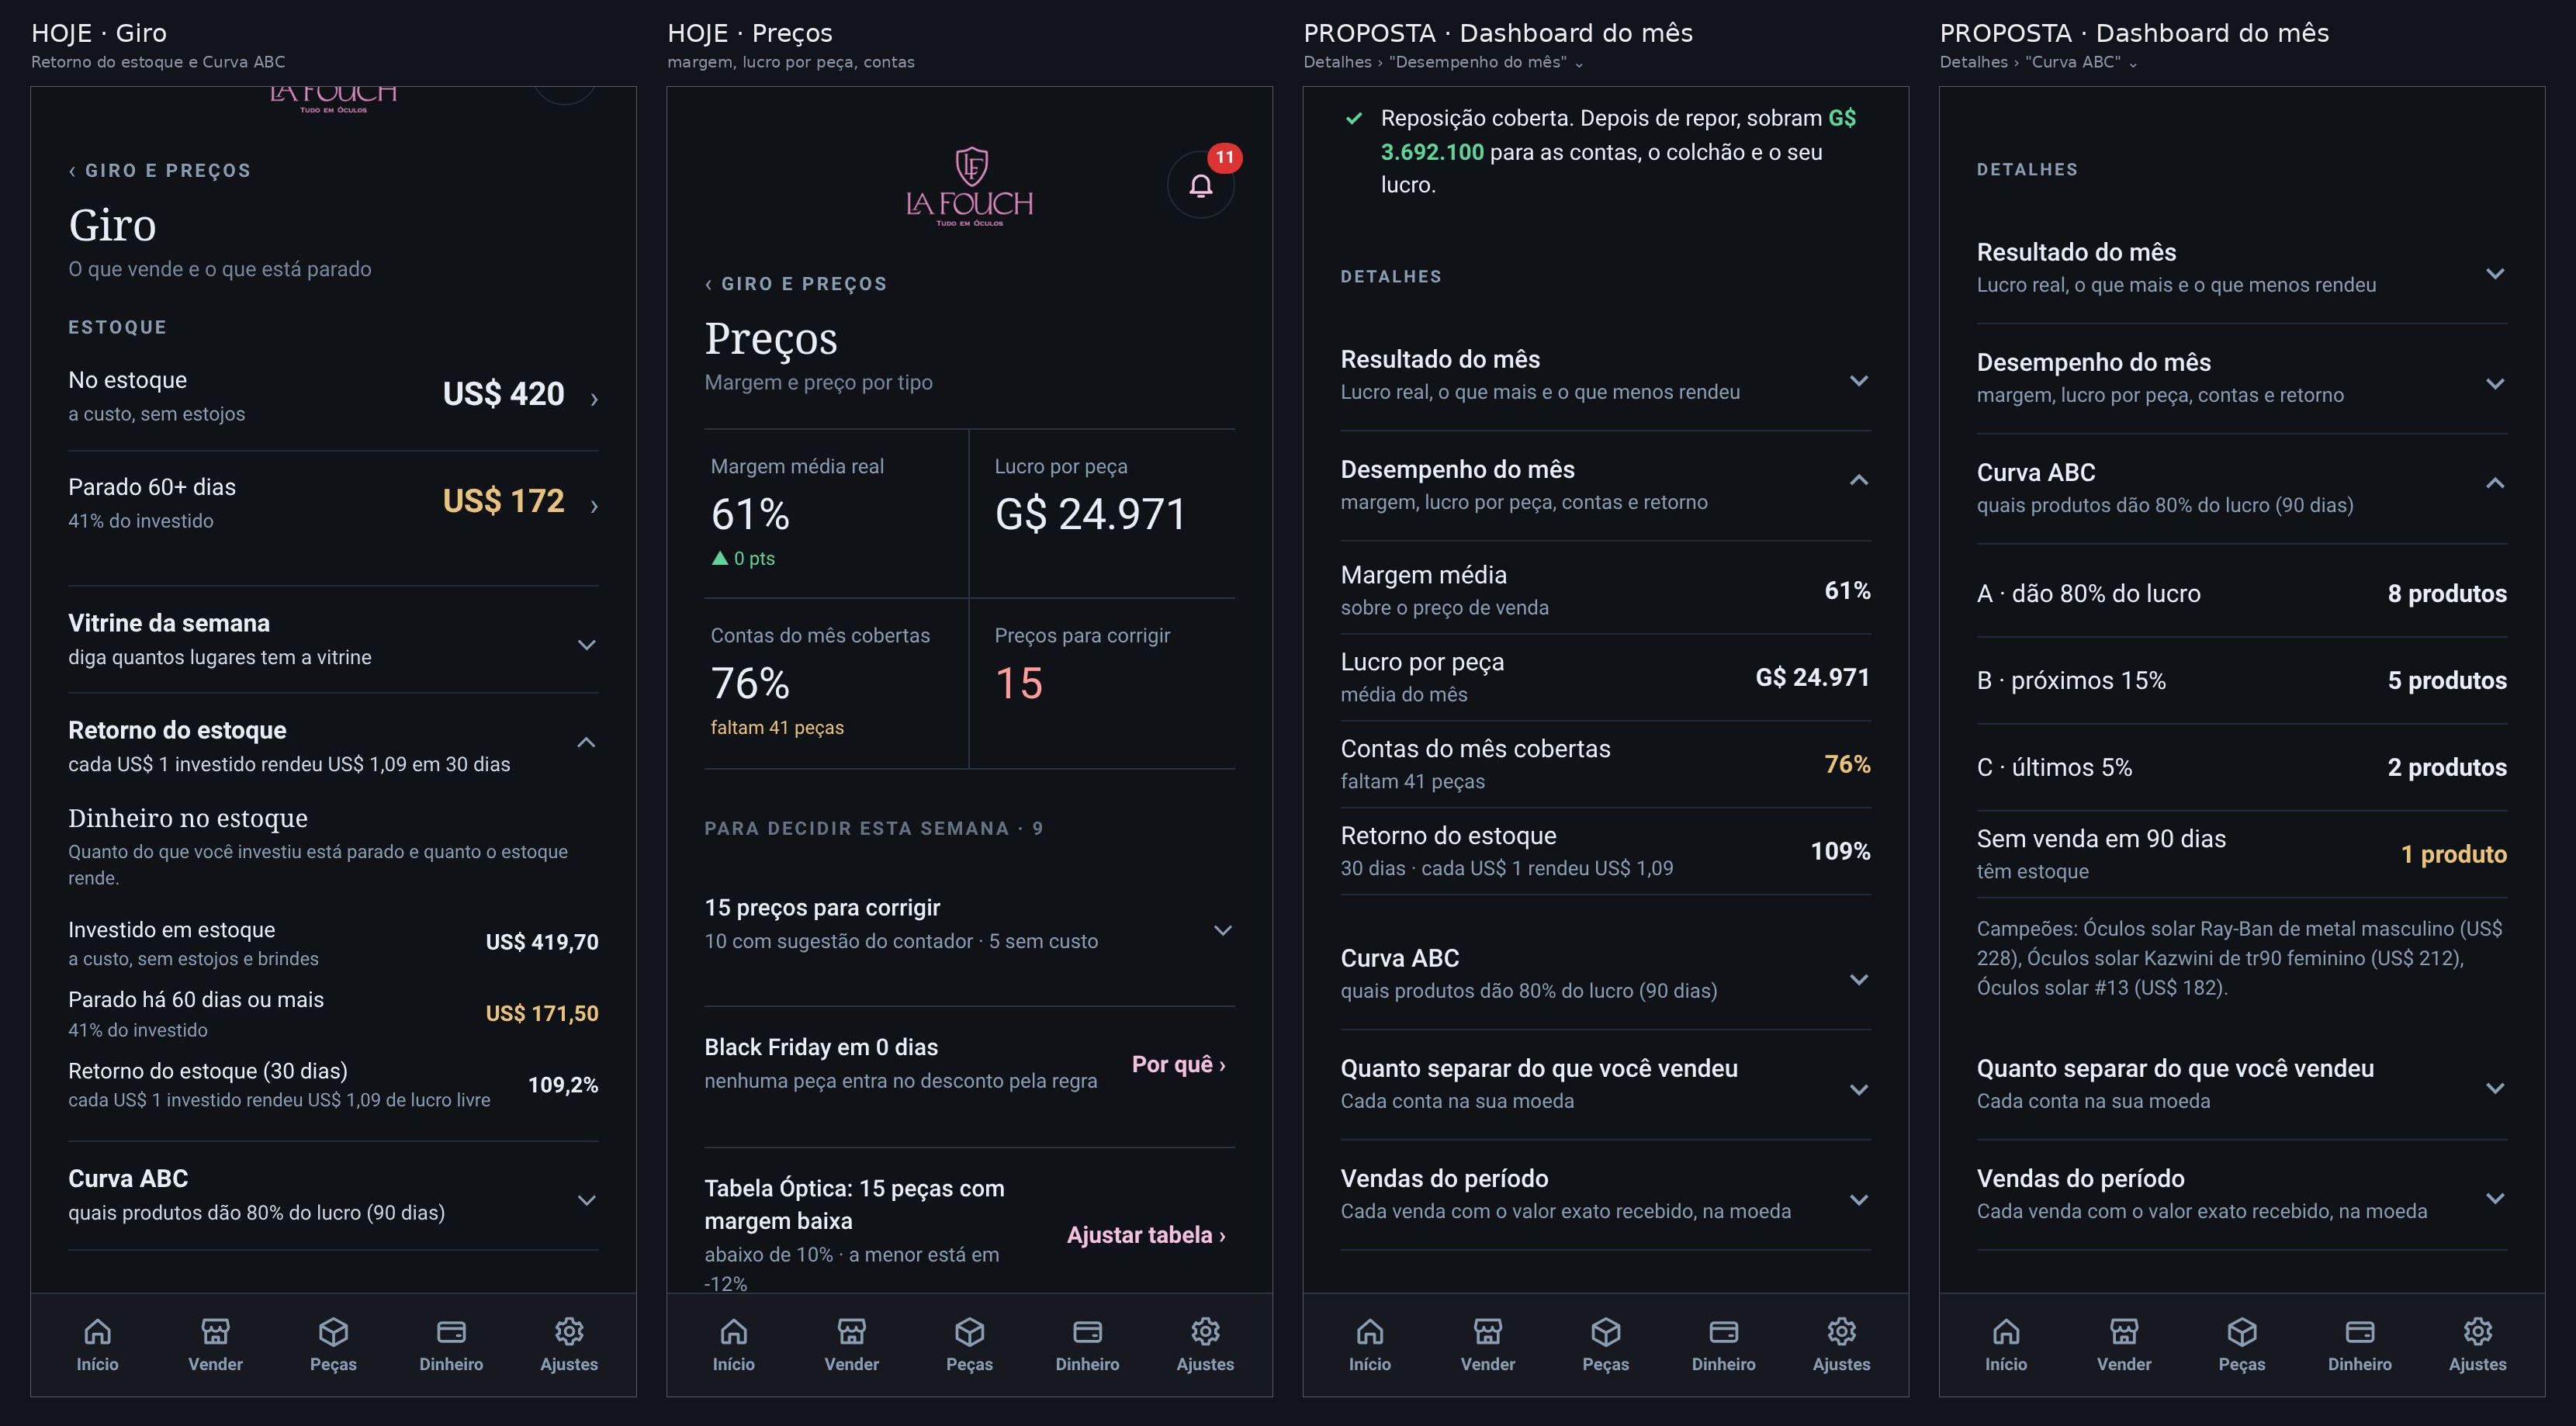 HOJE · Giro
Retorno do estoque e Curva ABC
LA FOUCH
TUDO EM ÓCULOS
‹ GIRO E PREÇOS
Giro
O que vende e o que está parado
ESTOQUE
No estoque
a custo, sem estojos
US$ 420 ›
Parado 60+ dias
41% do investido
US$ 172 ›
Vitrine da semana
diga quantos lugares tem a vitrine
Retorno do estoque
cada US$ 1 investido rendeu US$ 1,09 em 30 dias
Dinheiro no estoque
Quanto do que você investiu está parado e quanto o estoque
rende.
Investido em estoque
a custo, sem estojos e brindes
US$ 419,70
Parado há 60 dias ou mais
41% do investido
US$ 171,50
Retorno do estoque (30 dias)
cada US$ 1 investido rendeu US$ 1,09 de lucro livre
109,2%
Curva ABC
quais produtos dão 80% do lucro (90 dias)
Início Vender Peças Dinheiro Ajustes
HOJE · Preços
margem, lucro por peça, contas
LF
LA FOUCH
TUDO EM ÓCULOS
11
‹ GIRO E PREÇOS
Preços
Margem e preço por tipo
Margem média real
61%
▲ 0 pts
Lucro por peça
G$ 24.971
Contas do mês cobertas
76%
faltam 41 peças
Preços para corrigir
15
PARA DECIDIR ESTA SEMANA · 9
15 preços para corrigir
10 com sugestão do contador · 5 sem custo
Black Friday em 0 dias
nenhuma peça entra no desconto pela regra
Por quê ›
Tabela Óptica: 15 peças com
margem baixa
abaixo de 10% · a menor está em
-12%
Ajustar tabela ›
Início Vender Peças Dinheiro Ajustes
PROPOSTA · Dashboard do mês
Detalhes › "Desempenho do mês" ⌄
Reposição coberta. Depois de repor, sobram G$
3.692.100 para as contas, o colchão e o seu
lucro.
DETALHES
Resultado do mês
Lucro real, o que mais e o que menos rendeu
Desempenho do mês
margem, lucro por peça, contas e retorno
Margem média
sobre o preço de venda
61%
Lucro por peça
média do mês
G$ 24.971
Contas do mês cobertas
faltam 41 peças
76%
Retorno do estoque
30 dias · cada US$ 1 rendeu US$ 1,09
109%
Curva ABC
quais produtos dão 80% do lucro (90 dias)
Quanto separar do que você vendeu
Cada conta na sua moeda
Vendas do período
Cada venda com o valor exato recebido, na moeda
Início Vender Peças Dinheiro Ajustes
PROPOSTA · Dashboard do mês
Detalhes › "Curva ABC" ⌄
DETALHES
Resultado do mês
Lucro real, o que mais e o que menos rendeu
Desempenho do mês
margem, lucro por peça, contas e retorno
Curva ABC
quais produtos dão 80% do lucro (90 dias)
A · dão 80% do lucro
8 produtos
B · próximos 15%
5 produtos
C · últimos 5%
2 produtos
Sem venda em 90 dias
têm estoque
1 produto
Campeões: Óculos solar Ray-Ban de metal masculino (US$
228), Óculos solar Kazwini de tr90 feminino (US$ 212),
Óculos solar #13 (US$ 182).
Quanto separar do que você vendeu
Cada conta na sua moeda
Vendas do período
Cada venda com o valor exato recebido, na moeda
Início Vender Peças Dinheiro Ajustes